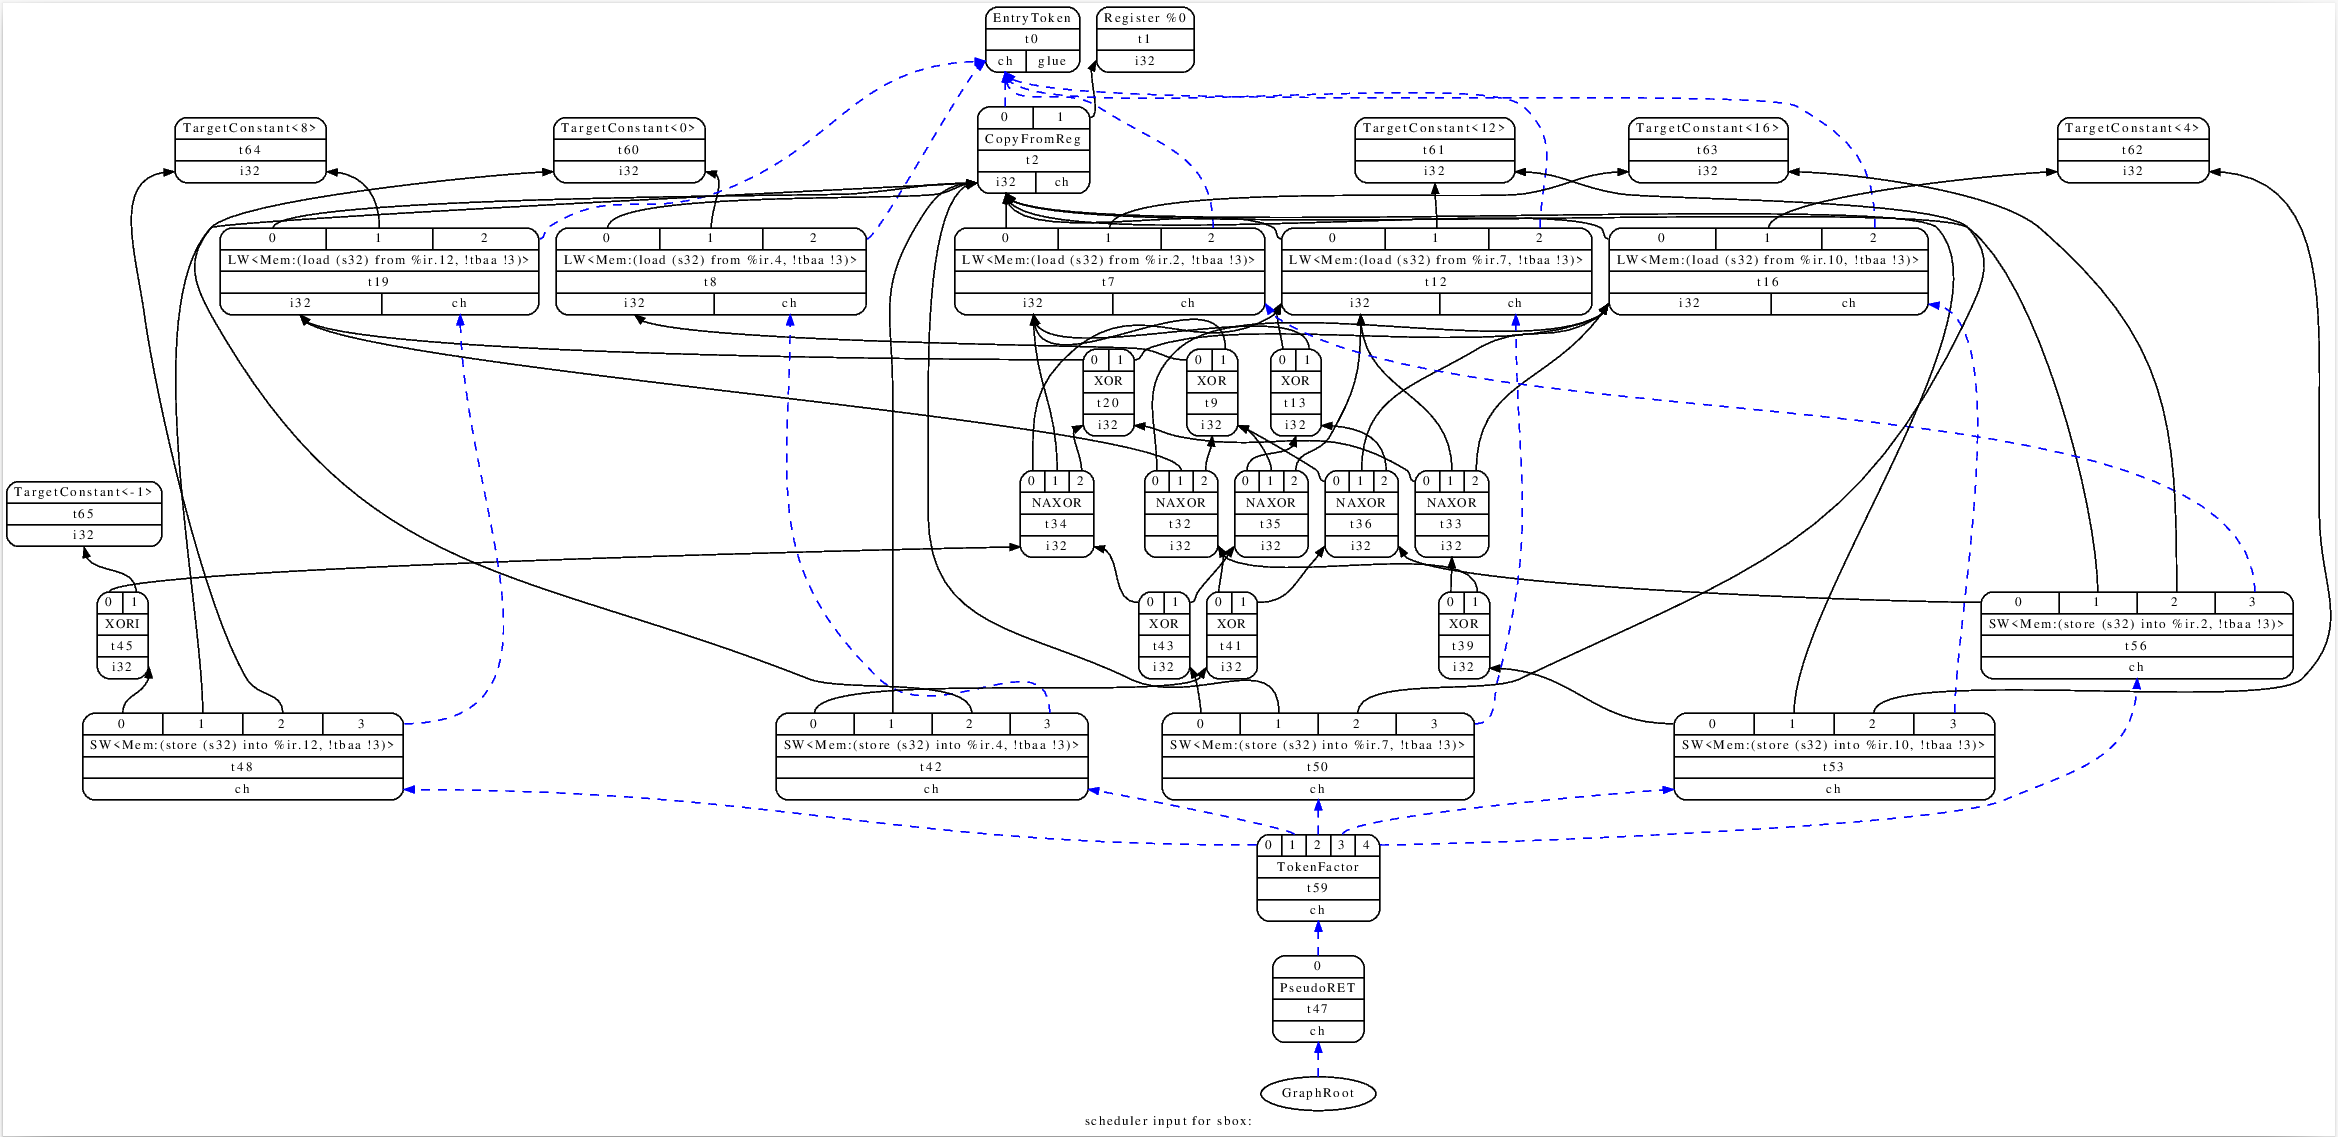 EntryToken
t0
ch glue
Register %0
t1
i32
0 1
CopyFromReg
t2
i32 ch
TargetConstant<8>
t64
i32
TargetConstant<0>
t60
i32
TargetConstant<12>
t61
i32
TargetConstant<16>
t63
i32
TargetConstant<4>
t62
i32
0 1 2
LW<Mem:(load (s32) from %ir.12, !tbaa !3)>
t19
i32 ch
0 1 2
LW<Mem:(load (s32) from %ir.4, !tbaa !3)>
t8
i32 ch
0 1 2
LW<Mem:(load (s32) from %ir.2, !tbaa !3)>
t7
i32 ch
0 1 2
LW<Mem:(load (s32) from %ir.7, !tbaa !3)>
t12
i32 ch
0 1 2
LW<Mem:(load (s32) from %ir.10, !tbaa !3)>
t16
i32 ch
0 1
XOR
t20
i32
0 1
XOR
t9
i32
0 1
XOR
t13
i32
TargetConstant<-1>
t65
i32
0 1 2
NAXOR
t34
i32
0 1 2
NAXOR
t32
i32
0 1 2
NAXOR
t35
i32
0 1 2
NAXOR
t36
i32
0 1 2
NAXOR
t33
i32
0 1
XORI
t45
i32
0 1
XOR
t43
i32
0 1
XOR
t41
i32
0 1
XOR
t39
i32
0 1 2 3
SW<Mem:(store (s32) into %ir.2, !tbaa !3)>
t56
ch
0 1 2 3
SW<Mem:(store (s32) into %ir.12, !tbaa !3)>
t48
ch
0 1 2 3
SW<Mem:(store (s32) into %ir.4, !tbaa !3)>
t42
ch
0 1 2 3
SW<Mem:(store (s32) into %ir.7, !tbaa !3)>
t50
ch
0 1 2 3
SW<Mem:(store (s32) into %ir.10, !tbaa !3)>
t53
ch
0 1 2 3 4
TokenFactor
t59
ch
0
PseudoRET
t47
ch
GraphRoot
scheduler input for sbox: